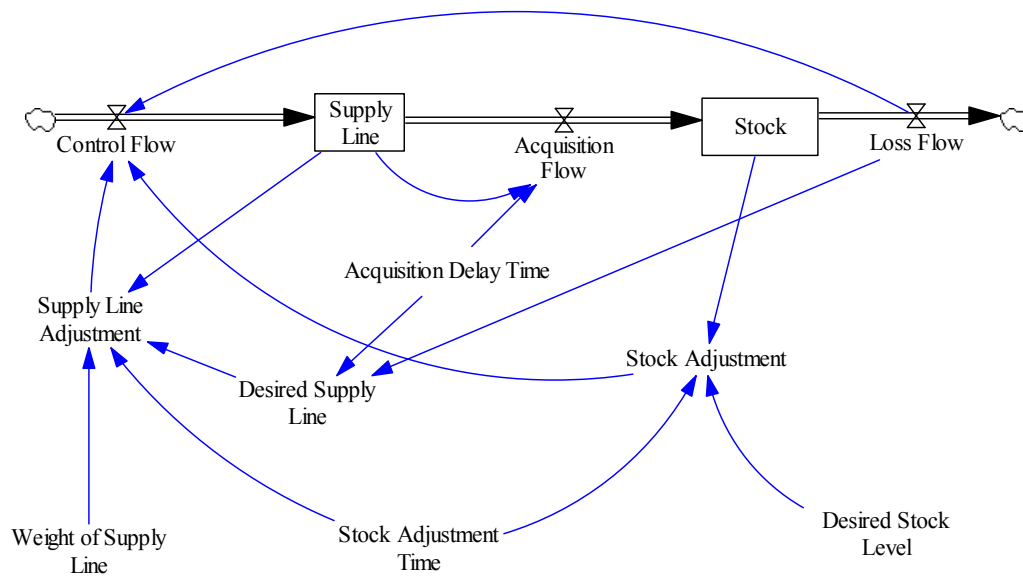 Supply
Line
Stock
Control Flow
Acquisition
Flow
Loss Flow
Acquisition Delay Time
Supply Line
Adjustment
Stock Adjustment
Desired Supply
Line
Weight of Supply
Line
Stock Adjustment
Time
Desired Stock
Level